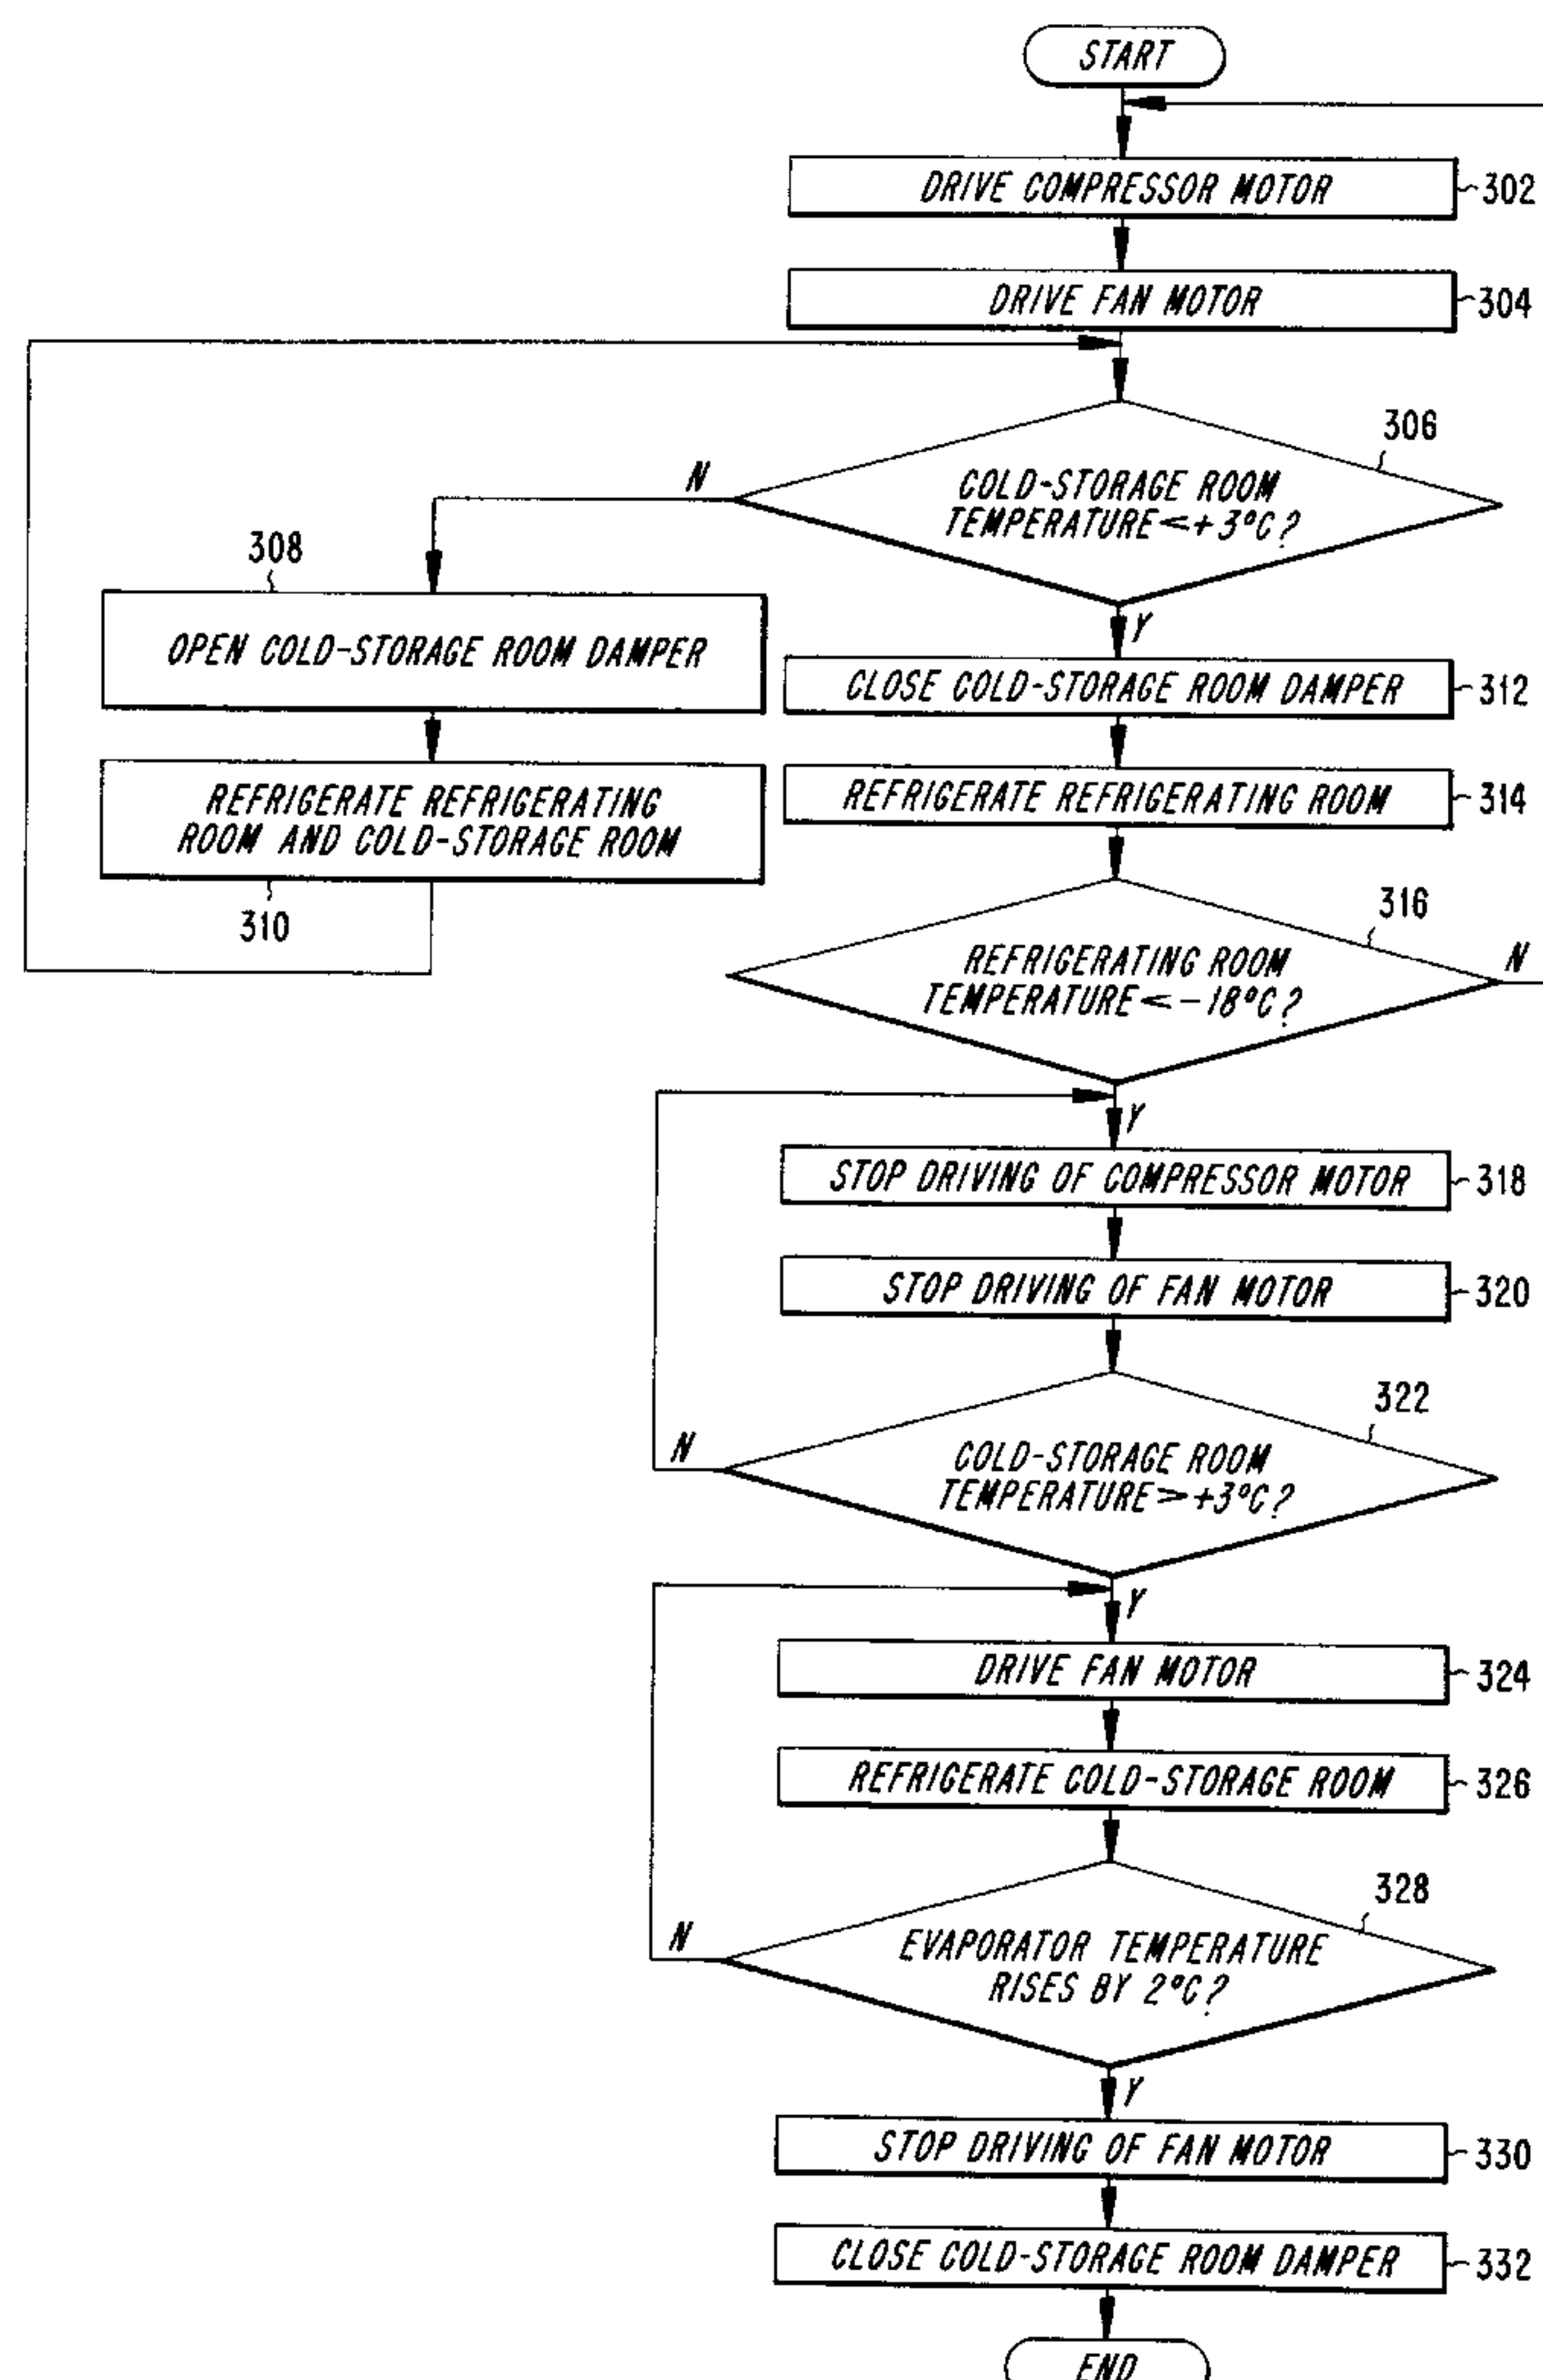 START
DRIVE COMPRESSOR MOTOR
302
DRIVE FAN MOTOR
304
306
COLD-STORAGE ROOM
TEMPERATURE<+3°C?
N
Y
308
OPEN COLD-STORAGE ROOM DAMPER
CLOSE COLD-STORAGE ROOM DAMPER
312
REFRIGERATE REFRIGERATING
ROOM AND COLD-STORAGE ROOM
310
REFRIGERATE REFRIGERATING ROOM
314
316
REFRIGERATING ROOM
TEMPERATURE<-18°C?
N
Y
STOP DRIVING OF COMPRESSOR MOTOR
318
STOP DRIVING OF FAN MOTOR
320
322
COLD-STORAGE ROOM
TEMPERATURE>+3°C?
N
Y
DRIVE FAN MOTOR
324
REFRIGERATE COLD-STORAGE ROOM
326
328
EVAPORATOR TEMPERATURE
RISES BY 2°C?
N
Y
STOP DRIVING OF FAN MOTOR
330
CLOSE COLD-STORAGE ROOM DAMPER
332
END